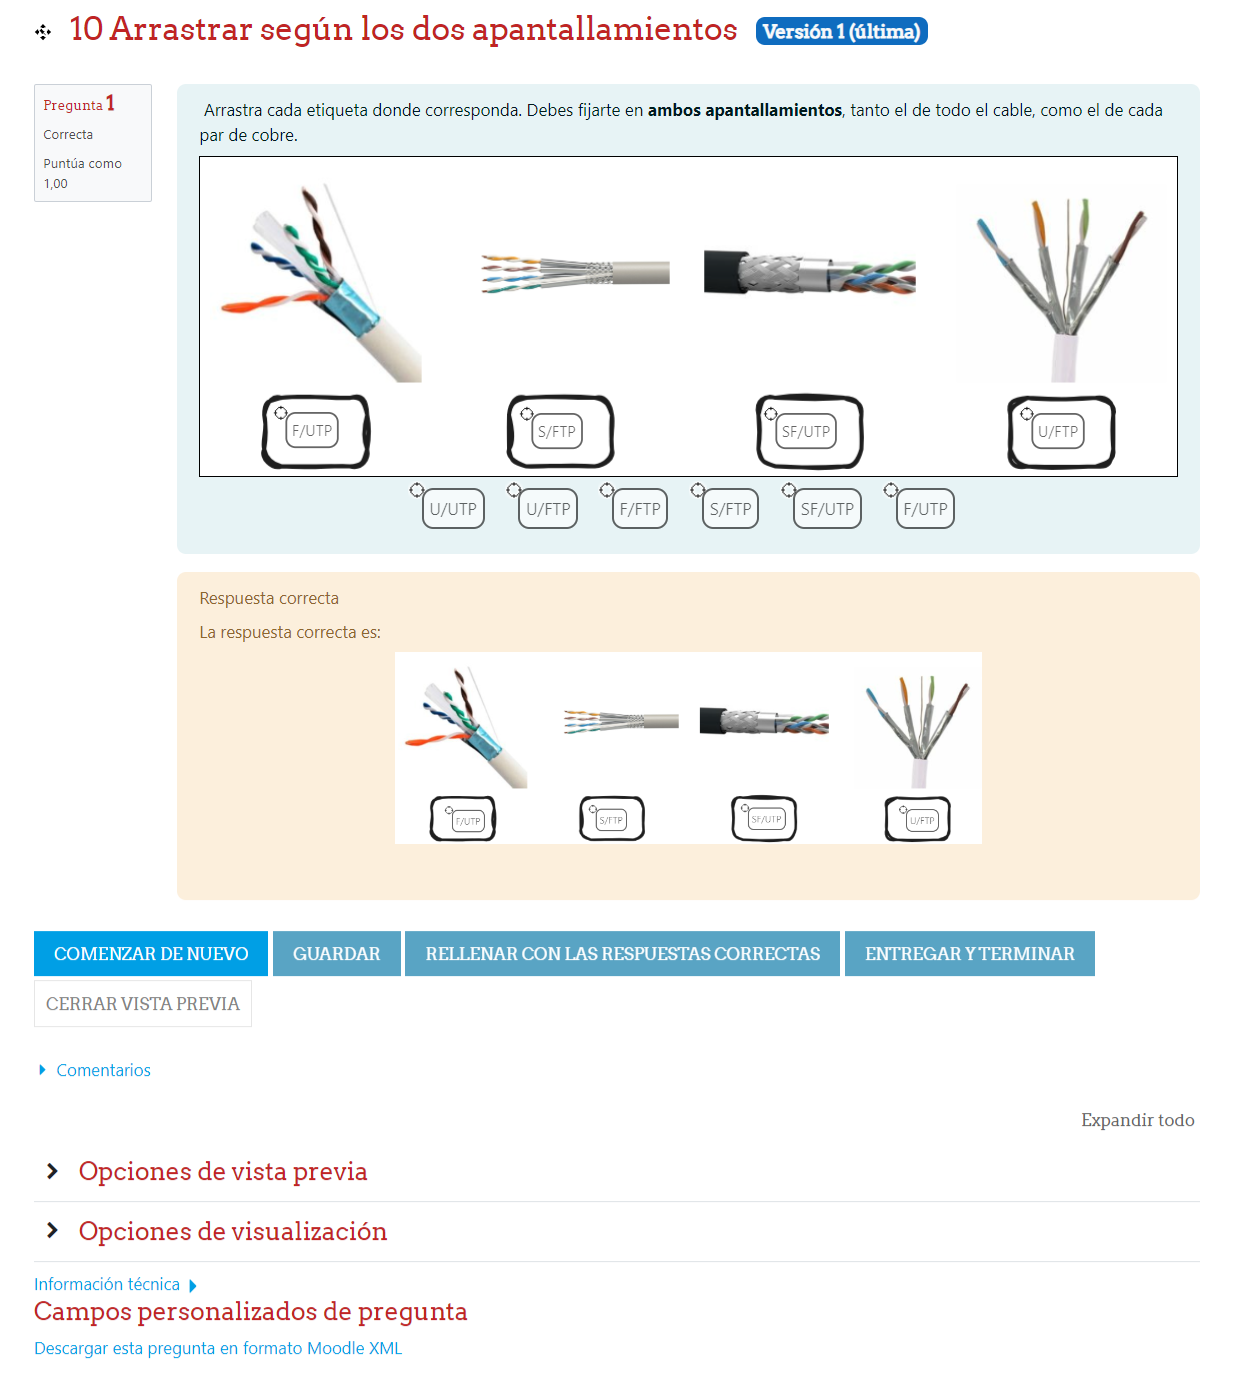 10 Arrastrar según los dos apantallamientos Versión 1 (última)
Pregunta 1
Correcta
Puntúa como
1,00
Arrastra cada etiqueta donde corresponda. Debes fijarte en ambos apantallamientos, tanto el de todo el cable, como el de cada
par de cobre.
F/UTP S/FTP SF/UTP U/FTP
U/UTP U/FTP F/FTP S/FTP SF/UTP F/UTP
Respuesta correcta
La respuesta correcta es:
F/UTP S/FTP SF/UTP U/FTP
COMENZAR DE NUEVO GUARDAR RELLENAR CON LAS RESPUESTAS CORRECTAS ENTREGAR Y TERMINAR
CERRAR VISTA PREVIA
Comentarios
Expandir todo
Opciones de vista previa
Opciones de visualización
Información técnica
Campos personalizados de pregunta
Descargar esta pregunta en formato Moodle XML